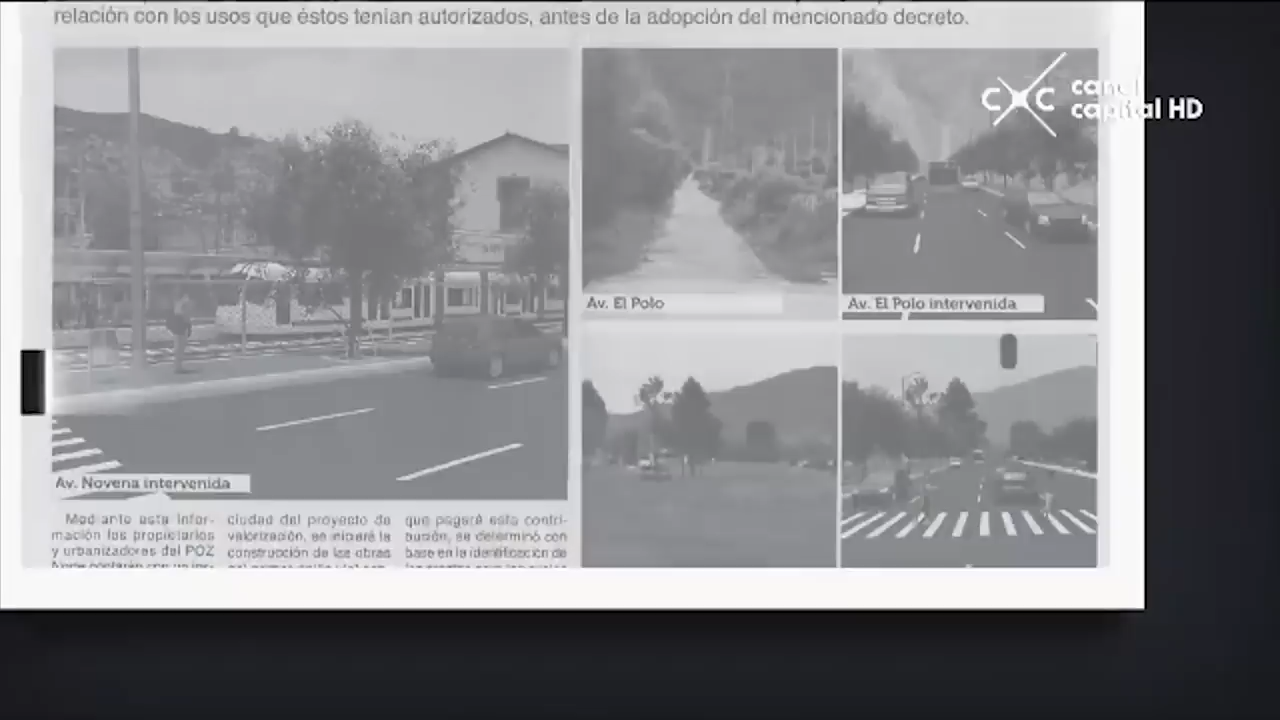 relación con los usos que éstos tenían autorizados, antes de la adopción del mencionado decreto.
canal
capital HD
Av. El Polo
Av. El Polo intervenida
Av. Novena intervenida
Mediante esta infor-
mación los propietarios
y urbanizadores del POZ
ciudad del proyecto de
valorización, se iniciará la
construcción de las obras
que pagará esta contri-
bución, se determinó con
base en la identificación de